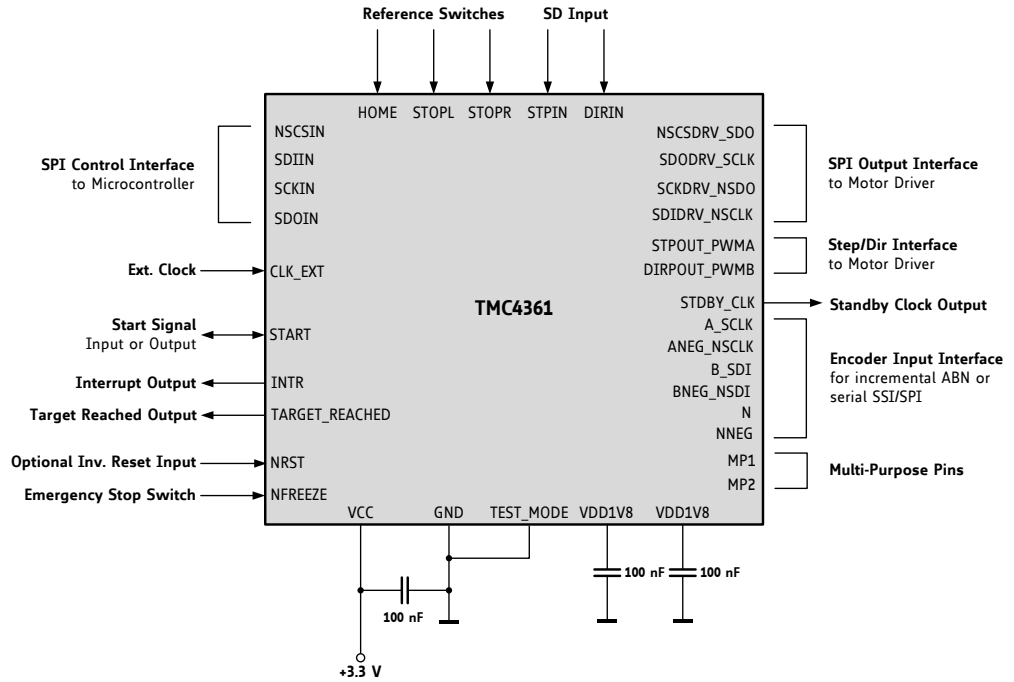 Reference Switches
SD Input
HOME
STOPL
STOPR
STPIN
DIRIN
SPI Control Interface
to Microcontroller
NSCSIN
SDIIN
SCKIN
SDOIN
Ext. Clock
CLK_EXT
Start Signal
Input or Output
START
Interrupt Output
INTR
Target Reached Output
TARGET_REACHED
Optional Inv. Reset Input
NRST
Emergency Stop Switch
NFREEZE
TMC4361
NSCSDRV_SDO
SDODRV_SCLK
SCKDRV_NSDO
SDIDRV_NSCLK
SPI Output Interface
to Motor Driver
STPOUT_PWMA
DIRPOUT_PWMB
Step/Dir Interface
to Motor Driver
STDBY_CLK
Standby Clock Output
A_SCLK
ANEG_NSCLK
B_SDI
BNEG_NSDI
N
NNEG
Encoder Input Interface
for incremental ABN or
serial SSI/SPI
MP1
MP2
Multi-Purpose Pins
VCC
GND
TEST_MODE
VDD1V8
VDD1V8
100 nF
100 nF
100 nF
+3.3 V